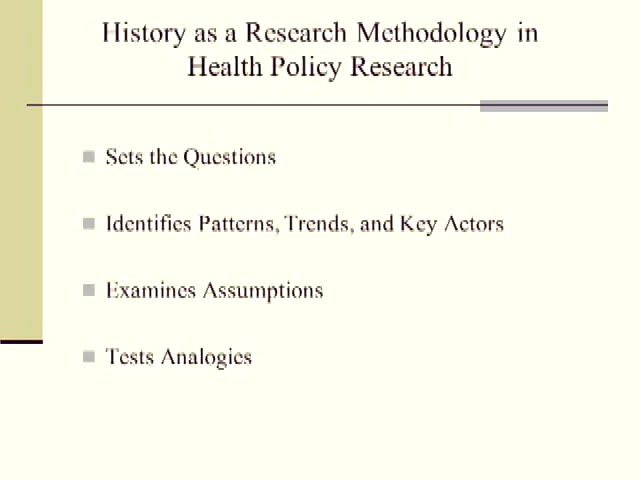 History as a Research Methodology in
Health Policy Research
Sets the Questions
Identifies Patterns, Trends, and Key Actors
Examines Assumptions
Tests Analogies